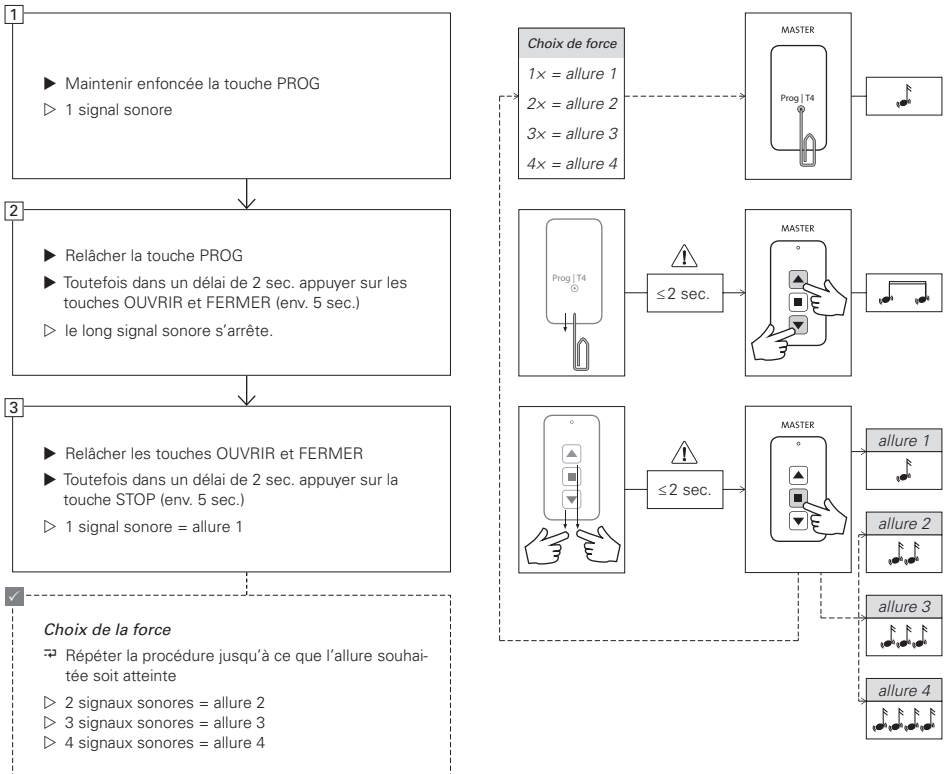 1
▶ Maintenir enfoncée la touche PROG
▷ 1 signal sonore
2
▶ Relâcher la touche PROG
▶ Toutefois dans un délai de 2 sec. appuyer sur les
touches OUVRIR et FERMER (env. 5 sec.)
▷ le long signal sonore s'arrête.
3
▶ Relâcher les touches OUVRIR et FERMER
▶ Toutefois dans un délai de 2 sec. appuyer sur la
touche STOP (env. 5 sec.)
▷ 1 signal sonore = allure 1
Choix de la force
Répéter la procédure jusqu'à ce que l'allure souhai-
tée soit atteinte
▷ 2 signaux sonores = allure 2
▷ 3 signaux sonores = allure 3
▷ 4 signaux sonores = allure 4
Choix de force
1× = allure 1
2× = allure 2
3× = allure 3
4× = allure 4
MASTER
Prog | T4
Prog | T4
≤2 sec.
MASTER
≤2 sec.
MASTER
allure 1
allure 2
allure 3
allure 4